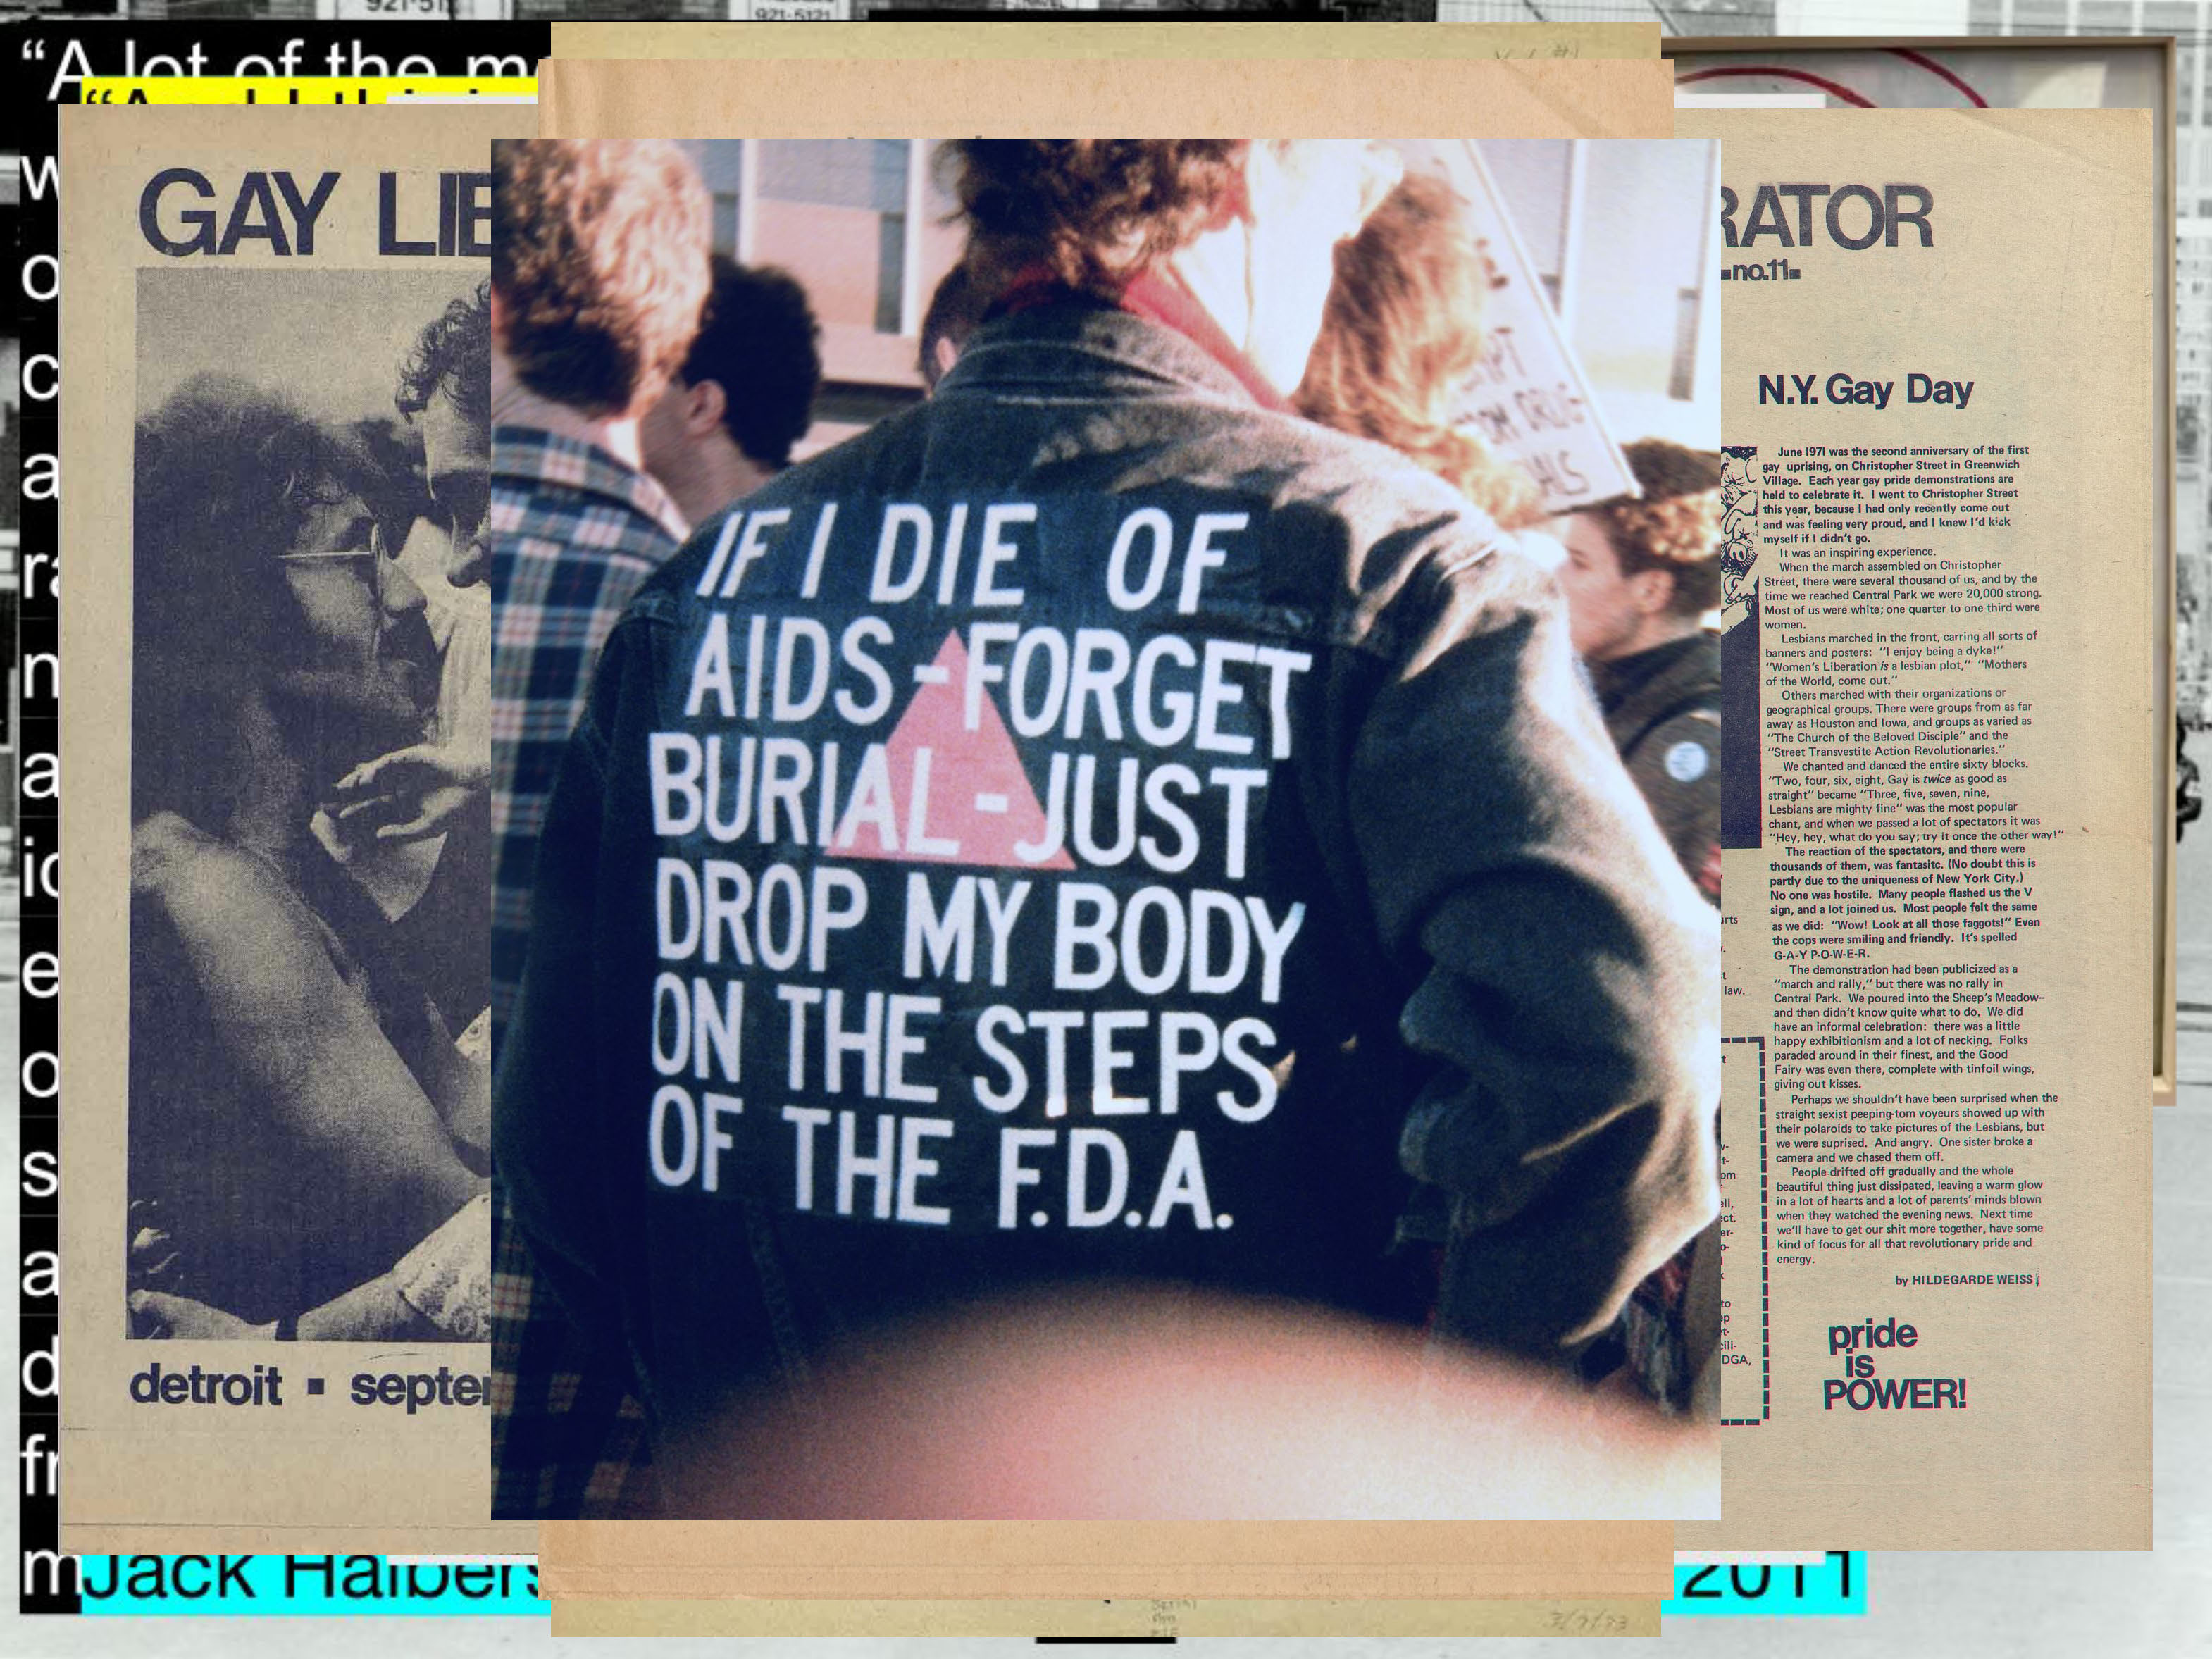 921-5121
"A lot of the
GAY LIB
detroit ▪ septem
IF I DIE OF
AIDS - FORGET
BURIAL - JUST
DROP MY BODY
ON THE STEPS
OF THE F.D.A.
RATOR
▪no.11▪
N.Y. Gay Day
June 1971 was the second anniversary of the first
gay uprising, on Christopher Street in Greenwich
Village. Each year gay pride demonstrations are
held to celebrate it. I went to Christopher Street
this year, because I had only recently come out
and was feeling very proud, and I knew I'd kick
myself if I didn't go.
It was an inspiring experience.
When the march assembled on Christopher
Street, there were several thousand of us, and by the
time we reached Central Park we were 20,000 strong.
Most of us were white; one quarter to one third were
women.
Lesbians marched in the front, carring all sorts of
banners and posters: "I enjoy being a dyke!"
"Women's Liberation is a lesbian plot," "Mothers
of the World, come out."
Others marched with their organizations or
geographical groups. There were groups from as far
away as Houston and Iowa, and groups as varied as
"The Church of the Beloved Disciple" and the
"Street Transvestite Action Revolutionaries."
We chanted and danced the entire sixty blocks.
"Two, four, six, eight, Gay is twice as good as
straight" became "Three, five, seven, nine,
Lesbians are mighty fine" was the most popular
chant, and when we passed a lot of spectators it was
"Hey, hey, what do you say; try it once the other way!"
The reaction of the spectators, and there were
thousands of them, was fantasitc. (No doubt this is
partly due to the uniqueness of New York City.)
No one was hostile. Many people flashed us the V
sign, and a lot joined us. Most people felt the same
as we did: "Wow! Look at all those faggots!" Even
the cops were smiling and friendly. It's spelled
G-A-Y P-O-W-E-R.
The demonstration had been publicized as a
"march and rally," but there was no rally in
Central Park. We poured into the Sheep's Meadow--
and then didn't know quite what to do. We did
have an informal celebration: there was a little
happy exhibitionism and a lot of necking. Folks
paraded around in their finest, and the Good
Fairy was even there, complete with tinfoil wings,
giving out kisses.
Perhaps we shouldn't have been surprised when the
straight sexist peeping-tom voyeurs showed up with
their polaroids to take pictures of the Lesbians, but
we were suprised. And angry. One sister broke a
camera and we chased them off.
People drifted off gradually and the whole
beautiful thing just dissipated, leaving a warm glow
in a lot of hearts and a lot of parents' minds blown
when they watched the evening news. Next time
we'll have to get our shit more together, have some
kind of focus for all that revolutionary pride and
energy.
by HILDEGARDE WEISS
pride
is
POWER!
law.
DGA,
Jack Halbers
2011
3/7/73